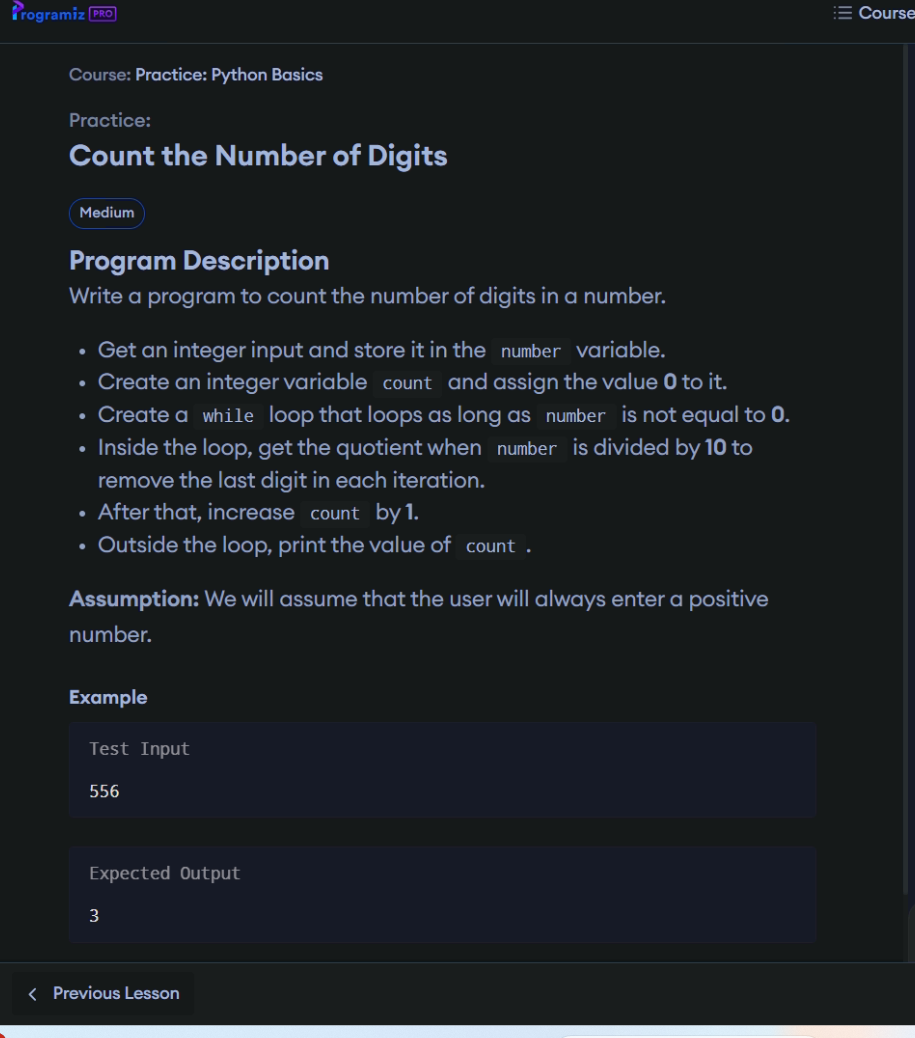 Programiz PRO
Course
Course: Practice: Python Basics
Practice:
Count the Number of Digits
Medium
Program Description
Write a program to count the number of digits in a number.
• Get an integer input and store it in the number variable.
• Create an integer variable count and assign the value 0 to it.
• Create a while loop that loops as long as number is not equal to 0.
• Inside the loop, get the quotient when number is divided by 10 to
remove the last digit in each iteration.
• After that, increase count by 1.
• Outside the loop, print the value of count .
Assumption: We will assume that the user will always enter a positive
number.
Example
Test Input
556
Expected Output
3
Previous Lesson